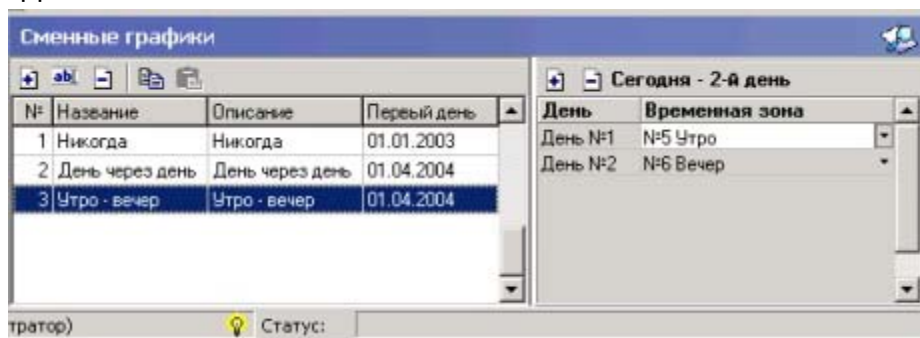 Сменные графики
abl
Сегодня - 2-й день
№ Название Описание Первый день
1 Никогда Никогда 01.01.2003
2 День через день День через день 01.04.2004
3 Утро - вечер Утро - вечер 01.04.2004
День Временная зона
День №1 №5 Утро
День №2 №6 Вечер
тратор) Статус: